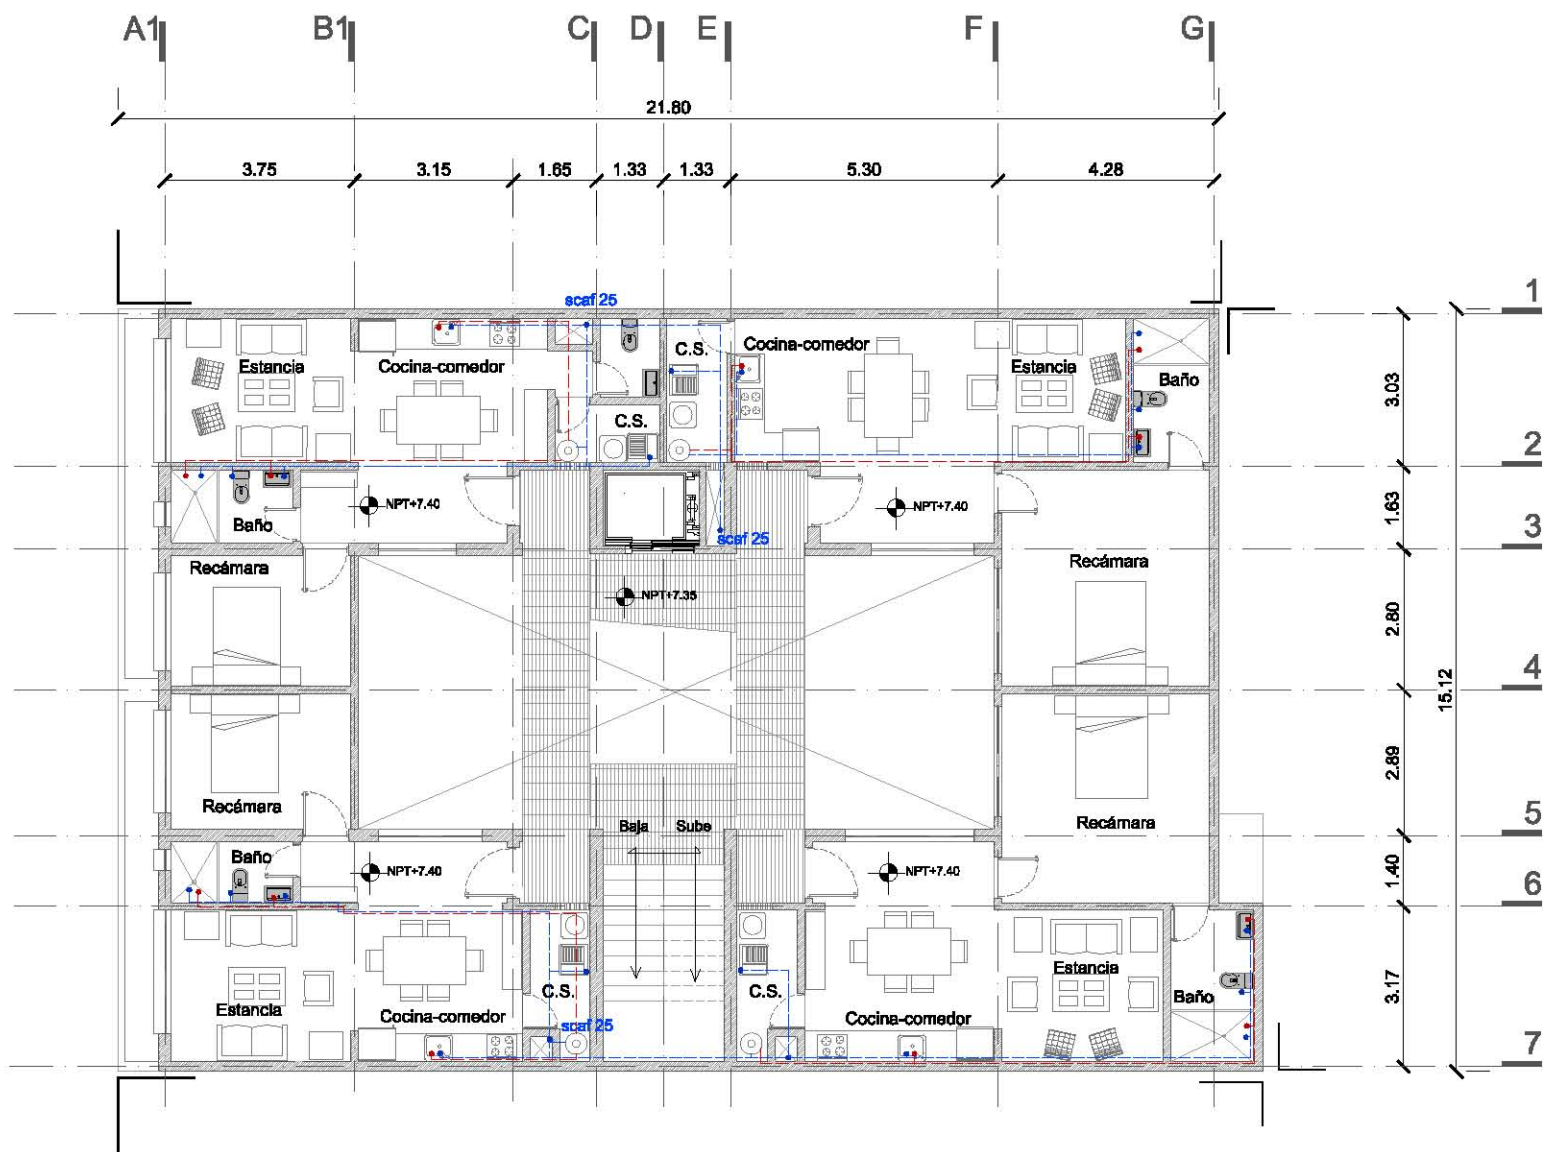 A1 B1 C D E F G
21.80
3.75 3.15 1.65 1.33 1.33 5.30 4.28
1
scaf 25
Estancia
Cocina-comedor
C.S.
Cocina-comedor
Estancia
Baño
3.03
C.S.
2
NPT+7.40
NPT+7.40
Baño
1.63
scaf 25
3
Recámara
Recámara
NPT+7.35
2.80
4
15.12
2.89
Recámara
Recámara
Baja
Sube
5
Baño
NPT+7.40
NPT+7.40
1.40
6
Estancia
Estancia
C.S.
C.S.
Baño
3.17
Cocina-comedor
Cocina-comedor
scaf 25
7